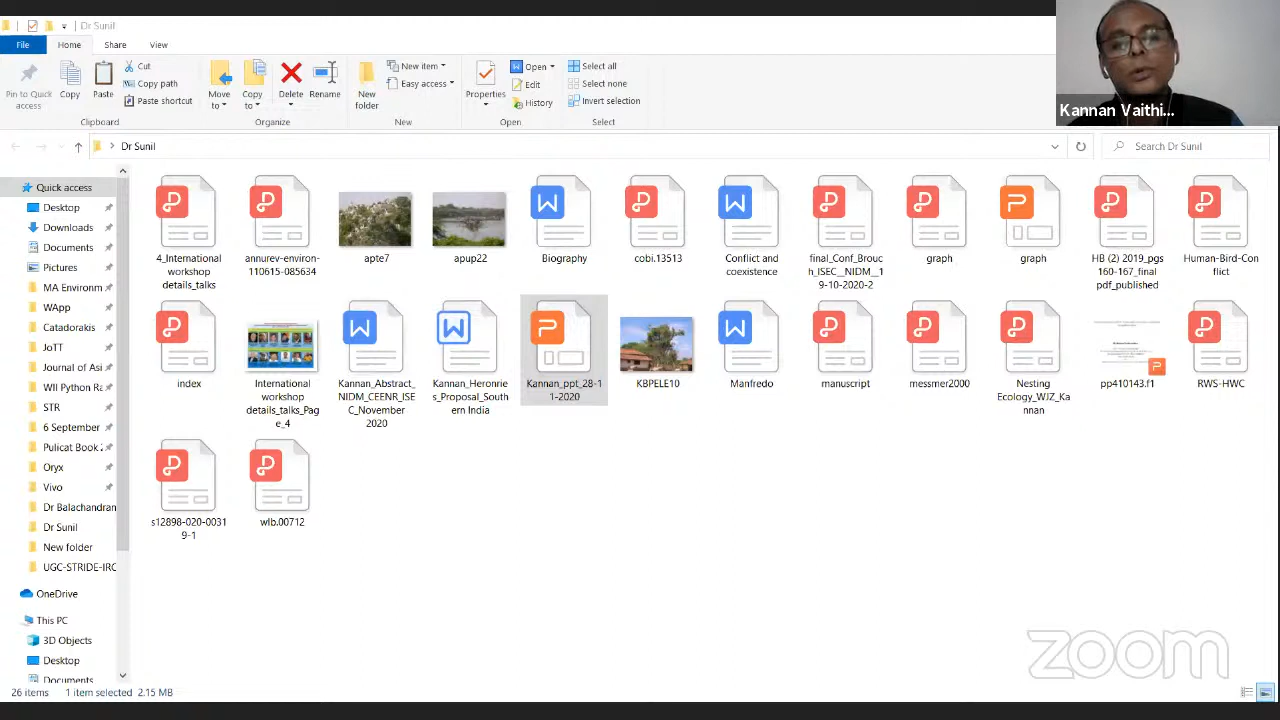 Dr Sunil
File Home Share View
Pin to Quick access
Copy
Paste
Cut
Copy path
Paste shortcut
Clipboard
Move to
Copy to
Delete
Rename
Organize
New folder
New item
Easy access
New
Properties
Open
Edit
History
Open
Select all
Select none
Invert selection
Select
Kannan Vaithi...
Dr Sunil
Search Dr Sunil
Quick access
Desktop
Downloads
Documents
Pictures
MA Environm
WApp
Catadorakis
JoTT
Journal of Asi
WII Python Ra
STR
6 September
Pulicat Book 2
Oryx
Vivo
Dr Balachandran
Dr Sunil
New folder
UGC-STRIDE-IRC
OneDrive
This PC
3D Objects
Desktop
Documents
4_International
workshop
details_talks
annurev-environ-
110615-085634
apte7
apup22
Biography
cobi.13513
Conflict and
coexistence
final_Conf_Brouc
h_ISEC__NIDM__1
9-10-2020-2
graph
graph
HB (2) 2019_pgs
160-167_final
pdf_published
Human-Bird-Con
flict
index
International
workshop
details_talks_Pag
e_4
Kannan_Abstract_
NIDM_CEENR_ISE
C_November
2020
Kannan_Heronrie
s_Proposal_South
ern India
Kannan_ppt_28-1
1-2020
KBPELE10
Manfredo
manuscript
messmer2000
Nesting
Ecology_WJZ_Ka
nnan
pp410143.f1
RWS-HWC
s12898-020-0031
9-1
wlb.00712
zoom
26 items 1 item selected 2.15 MB